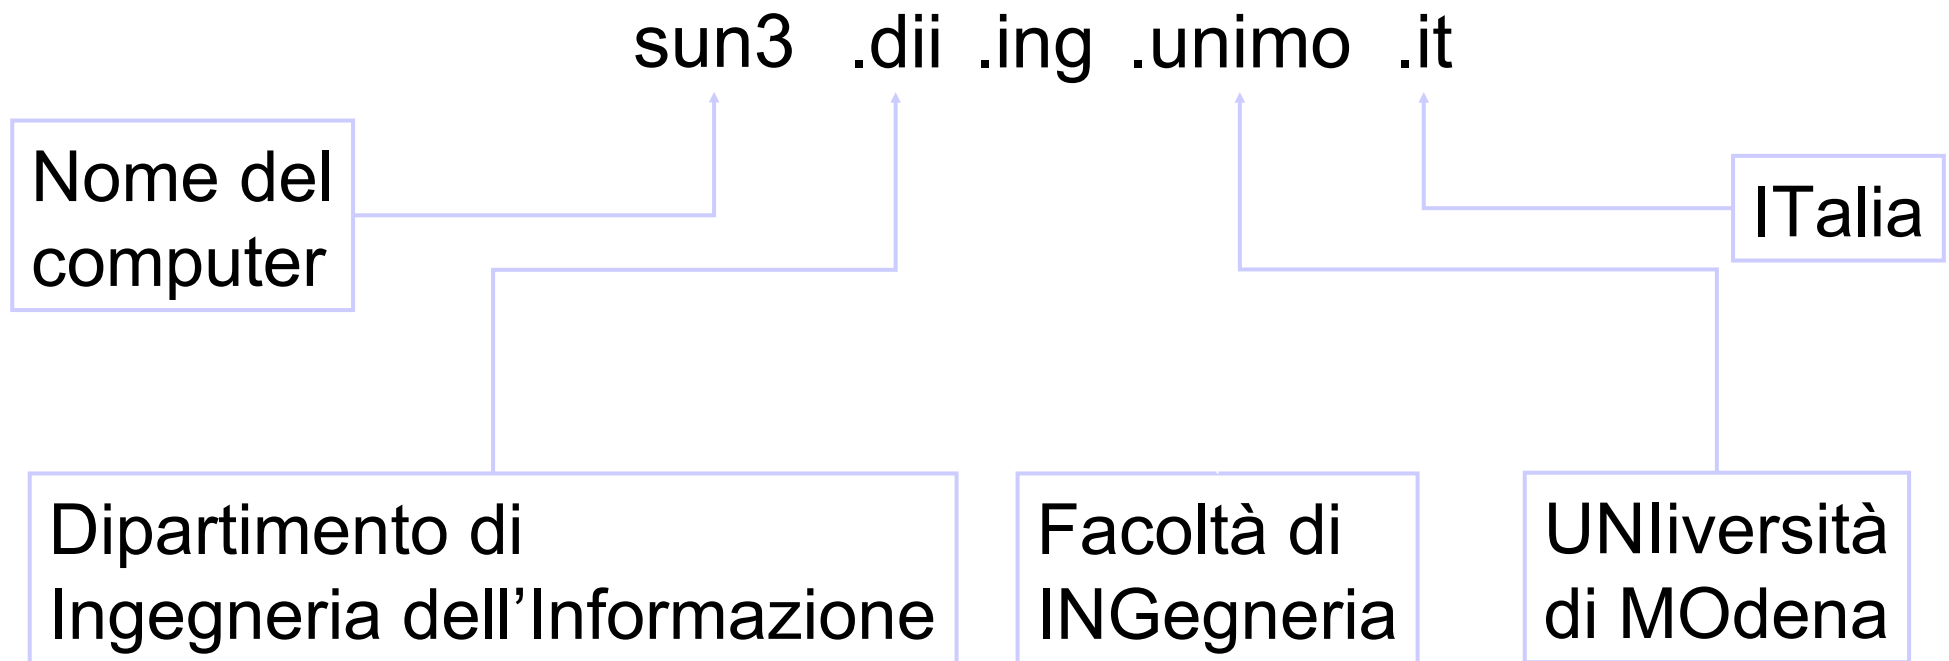 sun3 .dii .ing .unimo .it
Nome del
computer
ITalia
Dipartimento di
Ingegneria dell’Informazione
Facoltà di
INGegneria
UNIiversità
di MOdena